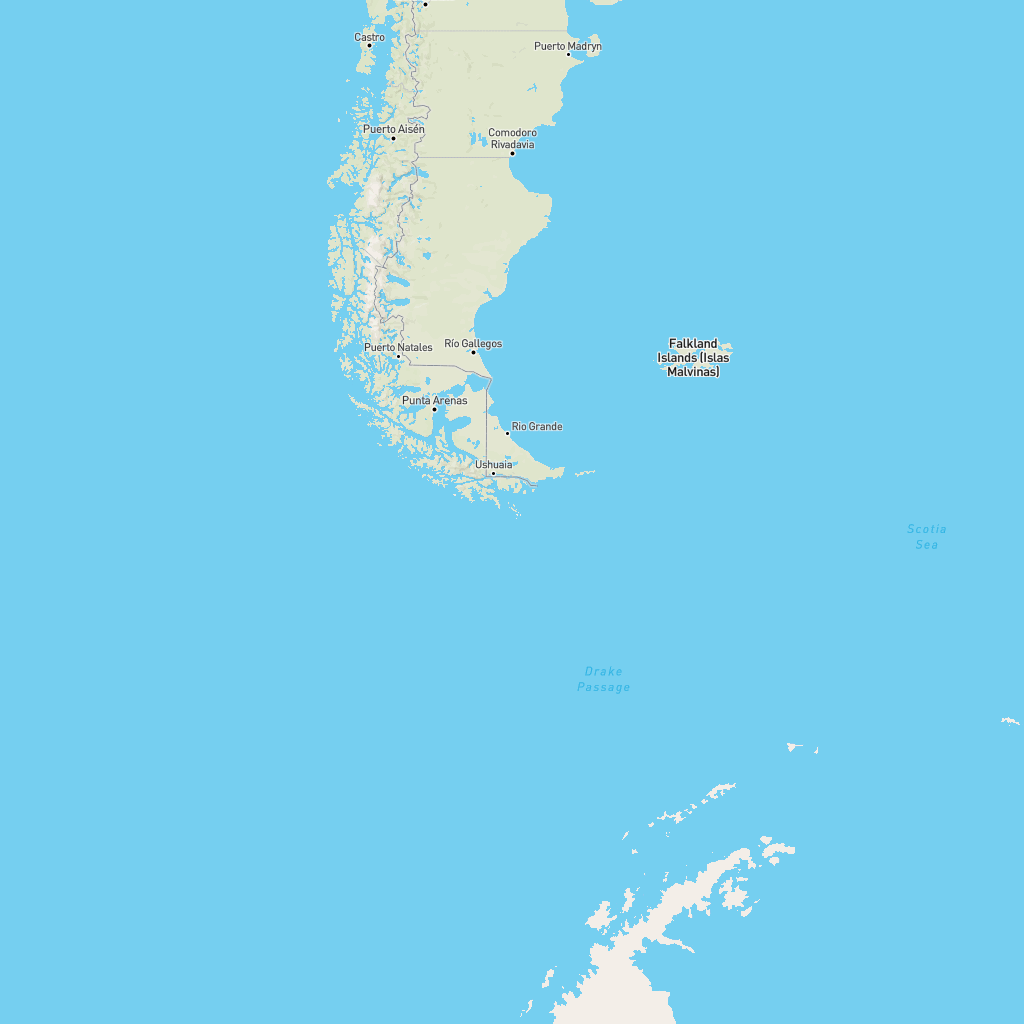 Castro
Puerto Madryn
Puerto Aisén
Comodoro
Rivadavia
Falkland
Islands (Islas
Malvinas)
Río Gallegos
Puerto Natales
Punta Arenas
Rio Grande
Ushuaia
Scotia
Sea
Drake
Passage